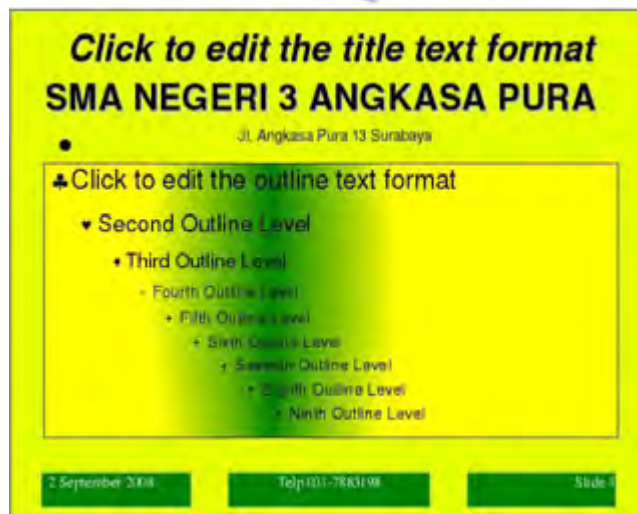 Click to edit the title text format
SMA NEGERI 3 ANGKASA PURA
Jl. Angkasa Pura 13 Surabaya
Click to edit the outline text format
Second Outline Level
Third Outline Level
Fourth Outline Level
Fifth Outline Level
Sixth Outline Level
Seventh Outline Level
Eighth Outline Level
Ninth Outline Level
2 September 2008
Telp 031-7883198
Slide